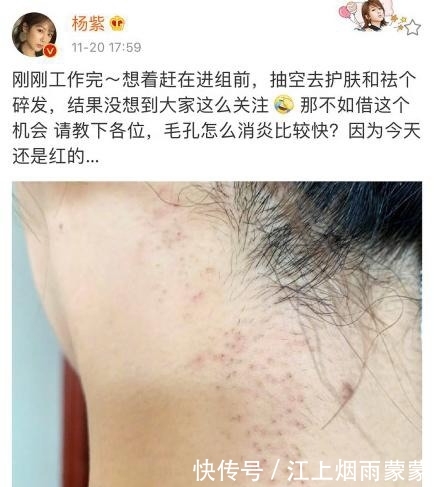 杨紫
11-20 17:59
刚刚工作完～想着赶在进组前，抽空去护肤和祛个
碎发，结果没想到大家这么关注 那不如借这个
机会 请教下各位，毛孔怎么消炎比较快？因为今天
还是红的...
快传号／江上烟雨蒙蒙